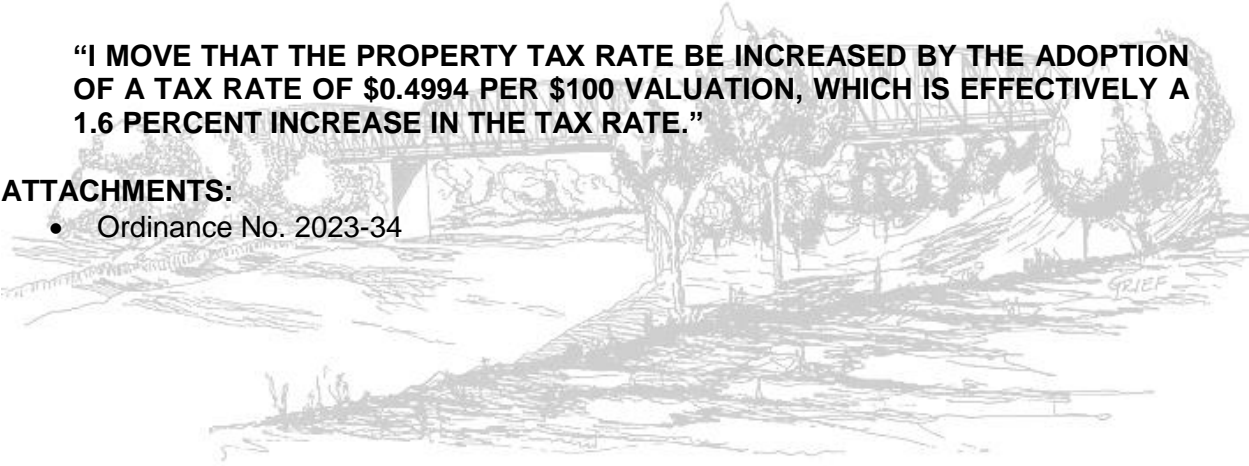 “I MOVE THAT THE PROPERTY TAX RATE BE INCREASED BY THE ADOPTION
OF A TAX RATE OF $0.4994 PER $100 VALUATION, WHICH IS EFFECTIVELY A
1.6 PERCENT INCREASE IN THE TAX RATE.”
ATTACHMENTS:
• Ordinance No. 2023-34
GRIEF